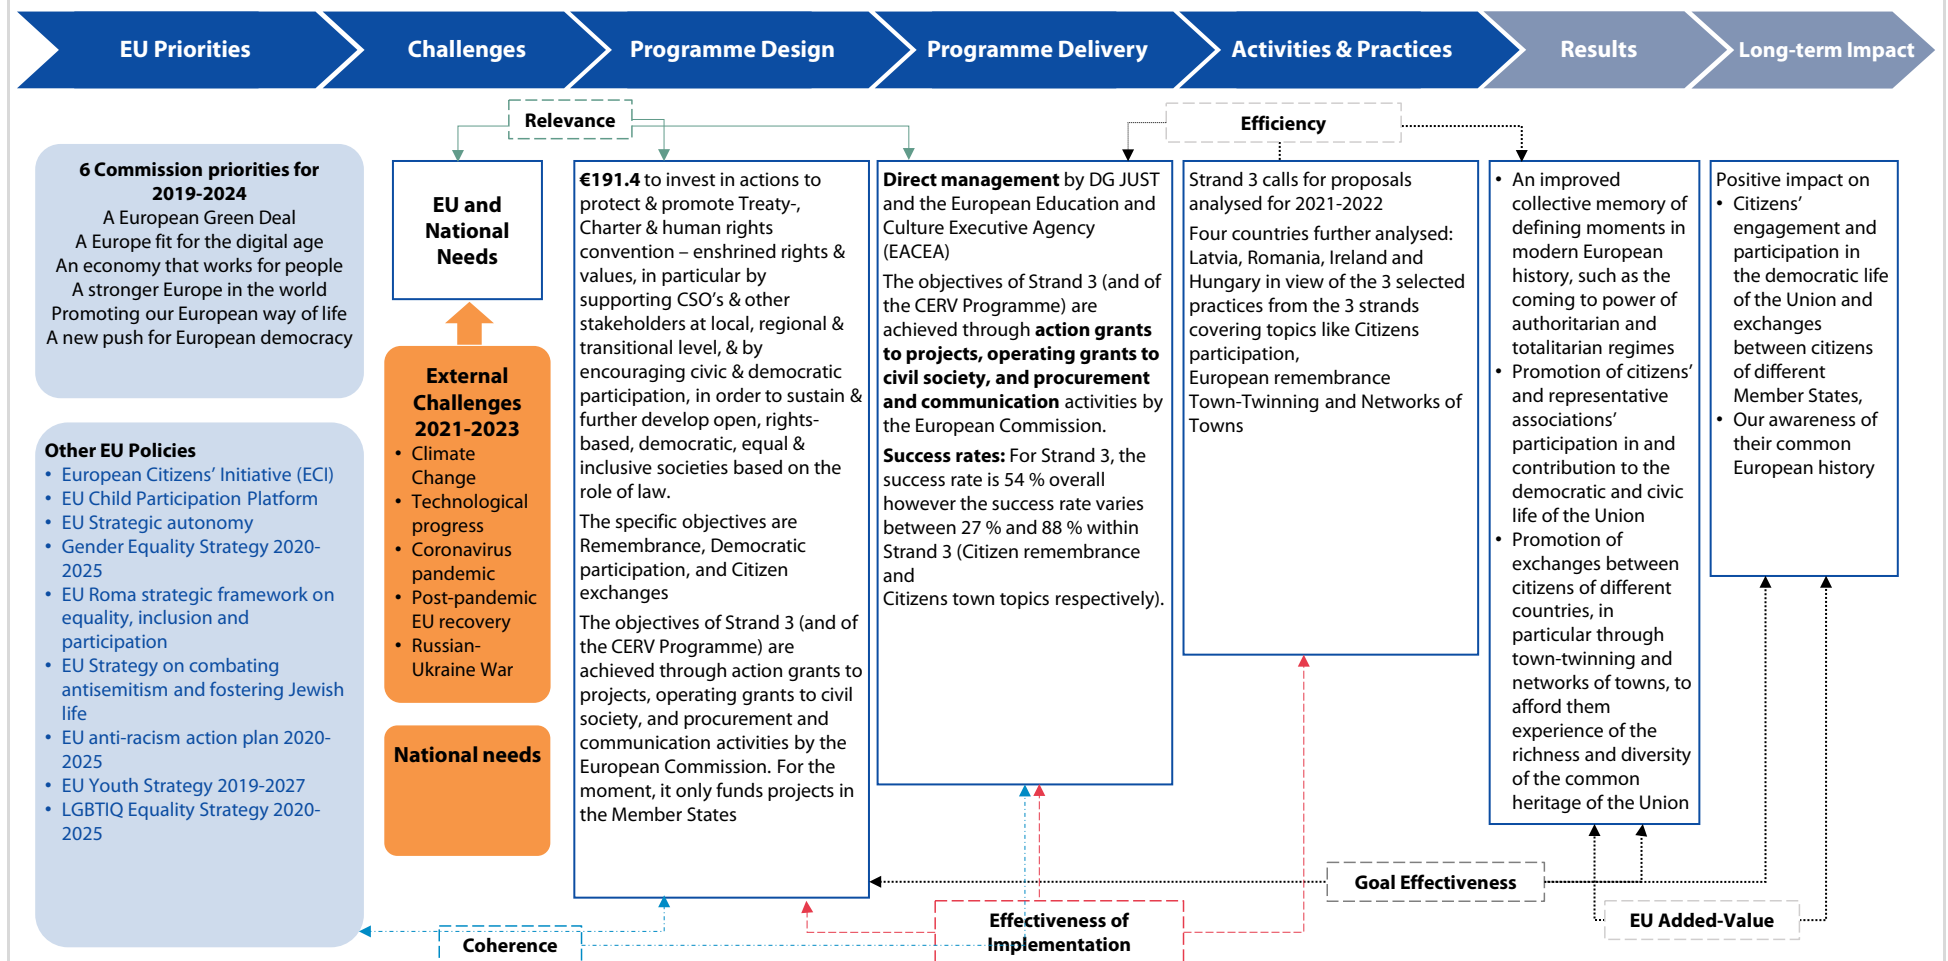 EU Priorities
Challenges
Programme Design
Programme Delivery
Activities & Practices
Results
Long-term Impact
Relevance
Efficiency
6 Commission priorities for
2019-2024
A European Green Deal
A Europe fit for the digital age
An economy that works for people
A stronger Europe in the world
Promoting our European way of life
A new push for European democracy
Other EU Policies
• European Citizens’ Initiative (ECI)
• EU Child Participation Platform
• EU Strategic autonomy
• Gender Equality Strategy 2020-
2025
• EU Roma strategic framework on
equality, inclusion and
participation
• EU Strategy on combating
antisemitism and fostering Jewish
life
• EU anti-racism action plan 2020-
2025
• EU Youth Strategy 2019-2027
• LGBTIQ Equality Strategy 2020-
2025
EU and
National
Needs
External
Challenges
2021-2023
• Climate
Change
• Technological
progress
• Coronavirus
pandemic
• Post-pandemic
EU recovery
• Russian-
Ukraine War
National needs
€191.4 to invest in actions to
protect & promote Treaty-,
Charter & human rights
convention – enshrined rights &
values, in particular by
supporting CSO’s & other
stakeholders at local, regional &
transitional level, & by
encouraging civic & democratic
participation, in order to sustain &
further develop open, rights-
based, democratic, equal &
inclusive societies based on the
role of law.
The specific objectives are
Remembrance, Democratic
participation, and Citizen
exchanges
The objectives of Strand 3 (and of
the CERV Programme) are
achieved through action grants to
projects, operating grants to civil
society, and procurement and
communication activities by the
European Commission. For the
moment, it only funds projects in
the Member States
Direct management by DG JUST
and the European Education and
Culture Executive Agency
(EACEA)
The objectives of Strand 3 (and of
the CERV Programme) are
achieved through action grants
to projects, operating grants to
civil society, and procurement
and communication activities by
the European Commission.
Success rates: For Strand 3, the
success rate is 54 % overall
however the success rate varies
between 27 % and 88 % within
Strand 3 (Citizen remembrance
and
Citizens town topics respectively).
Strand 3 calls for proposals
analysed for 2021-2022
Four countries further analysed:
Latvia, Romania, Ireland and
Hungary in view of the 3 selected
practices from the 3 strands
covering topics like Citizens
participation,
European remembrance
Town-Twinning and Networks of
Towns
• An improved
collective memory of
defining moments in
modern European
history, such as the
coming to power of
authoritarian and
totalitarian regimes
• Promotion of citizens’
and representative
associations’
participation in and
contribution to the
democratic and civic
life of the Union
• Promotion of
exchanges between
citizens of different
countries, in
particular through
town-twinning and
networks of towns, to
afford them
experience of the
richness and diversity
of the common
heritage of the Union
Positive impact on
• Citizens’
engagement and
participation in
the democratic life
of the Union and
exchanges
between citizens
of different
Member States,
• Our awareness of
their common
European history
Goal Effectiveness
EU Added-Value
Effectiveness of
Implementation
Coherence